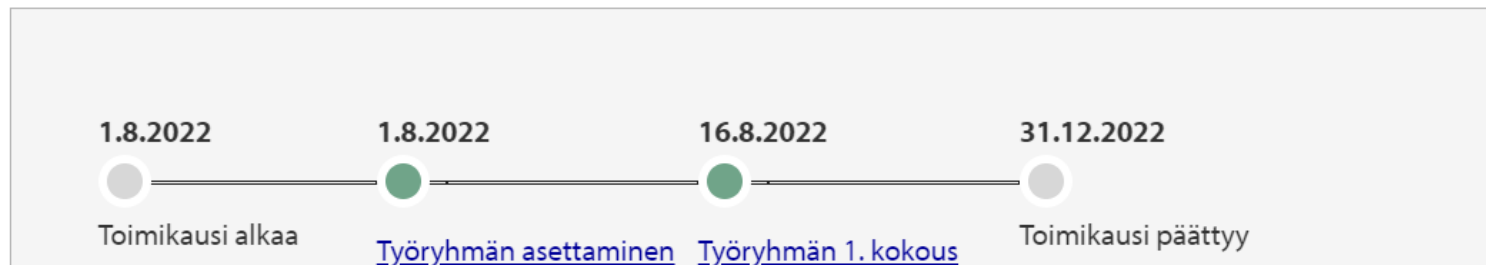 1.8.2022 1.8.2022 16.8.2022 31.12.2022
Toimikausi alkaa Työryhmän asettaminen Työryhmän 1. kokous Toimikausi päättyy